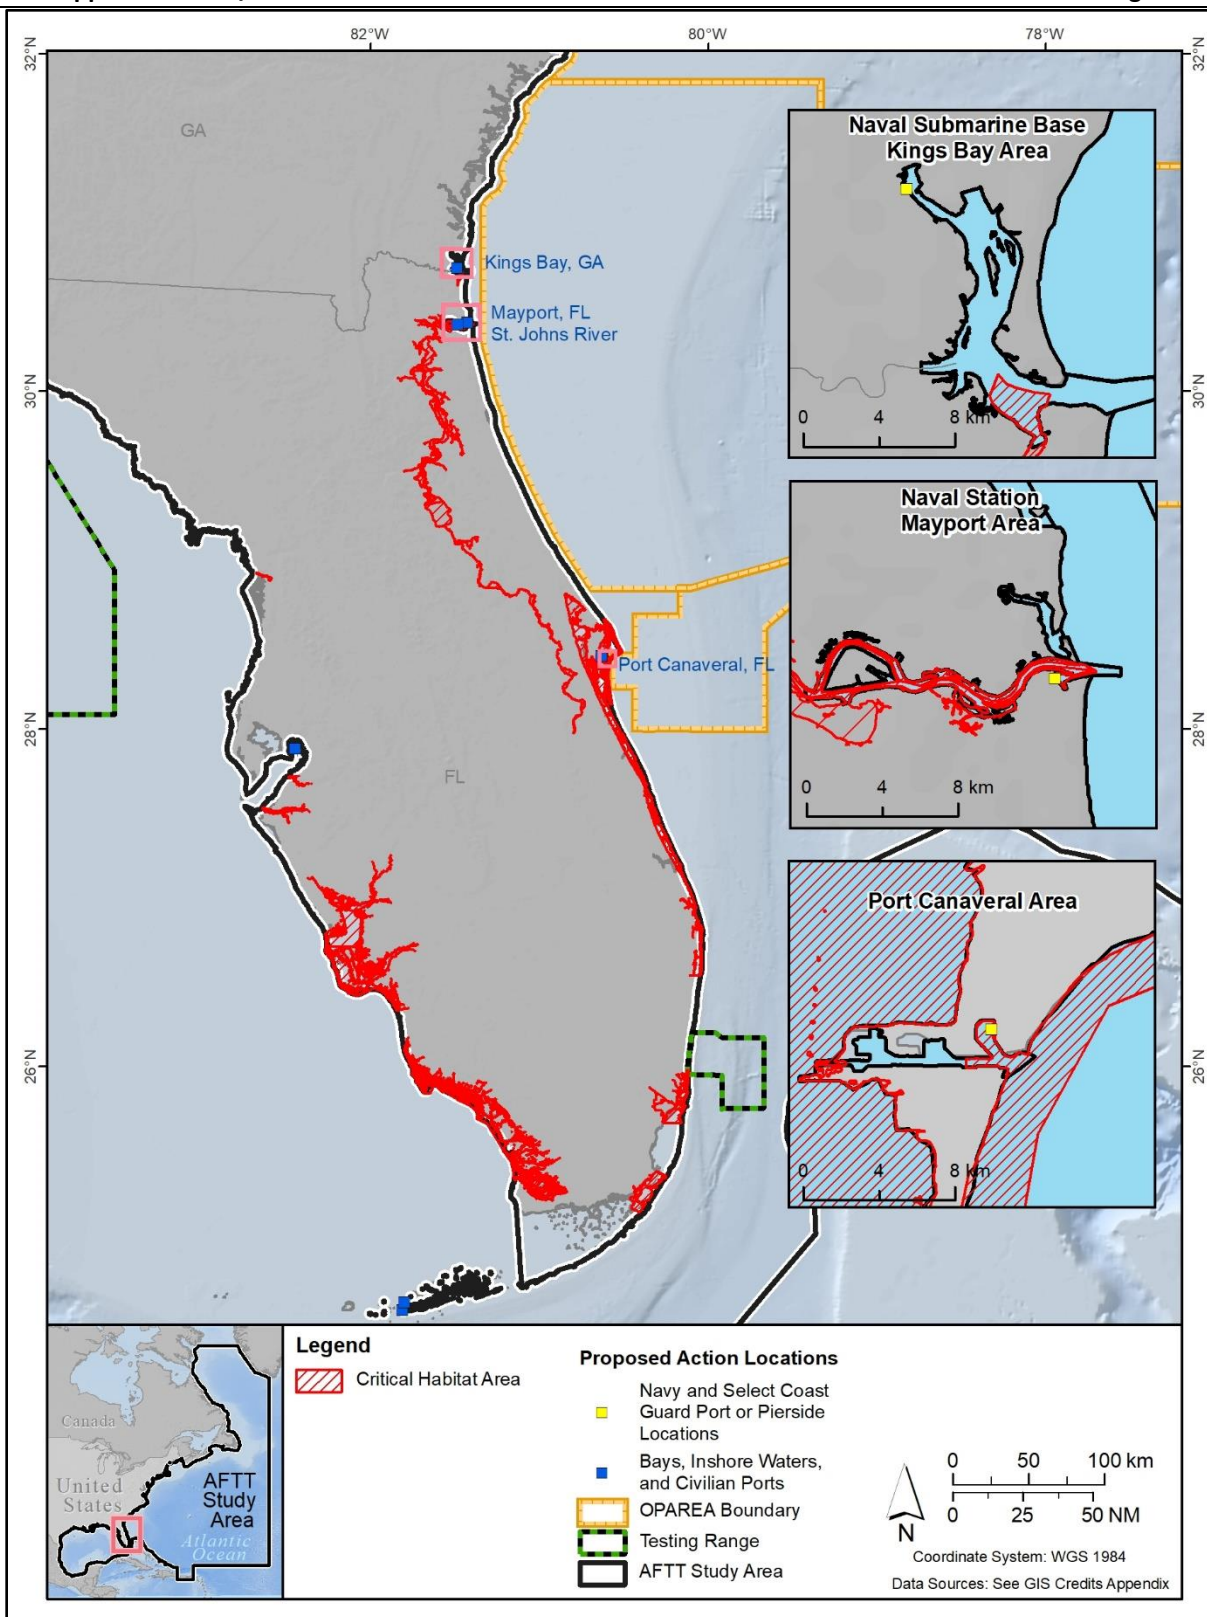 82°W
80°W
78°W
32°N
32°N
GA
Naval Submarine Base
Kings Bay Area
Kings Bay, GA
Mayport, FL
St. Johns River
0 4 8 km
30°N
30°N
Naval Station
Mayport Area
Port Canaveral, FL
28°N
28°N
FL
0 4 8 km
Port Canaveral Area
26°N
26°N
0 4 8 km
Legend
Critical Habitat Area
Proposed Action Locations
Navy and Select Coast
Guard Port or Pierside
Locations
Bays, Inshore Waters,
and Civilian Ports
OPAREA Boundary
Testing Range
AFTT Study Area
Canada
United
States
AFTT
Study
Area
Atlantic
Ocean
N
0 50 100 km
0 25 50 NM
Coordinate System: WGS 1984
Data Sources: See GIS Credits Appendix